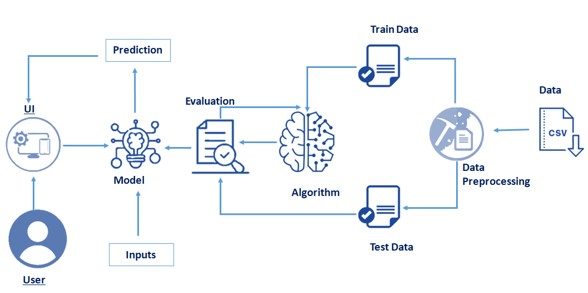 Train Data
Prediction
Data
UI
Evaluation
CSV
Data
Preprocessing
Model
Algorithm
Inputs
Test Data
User